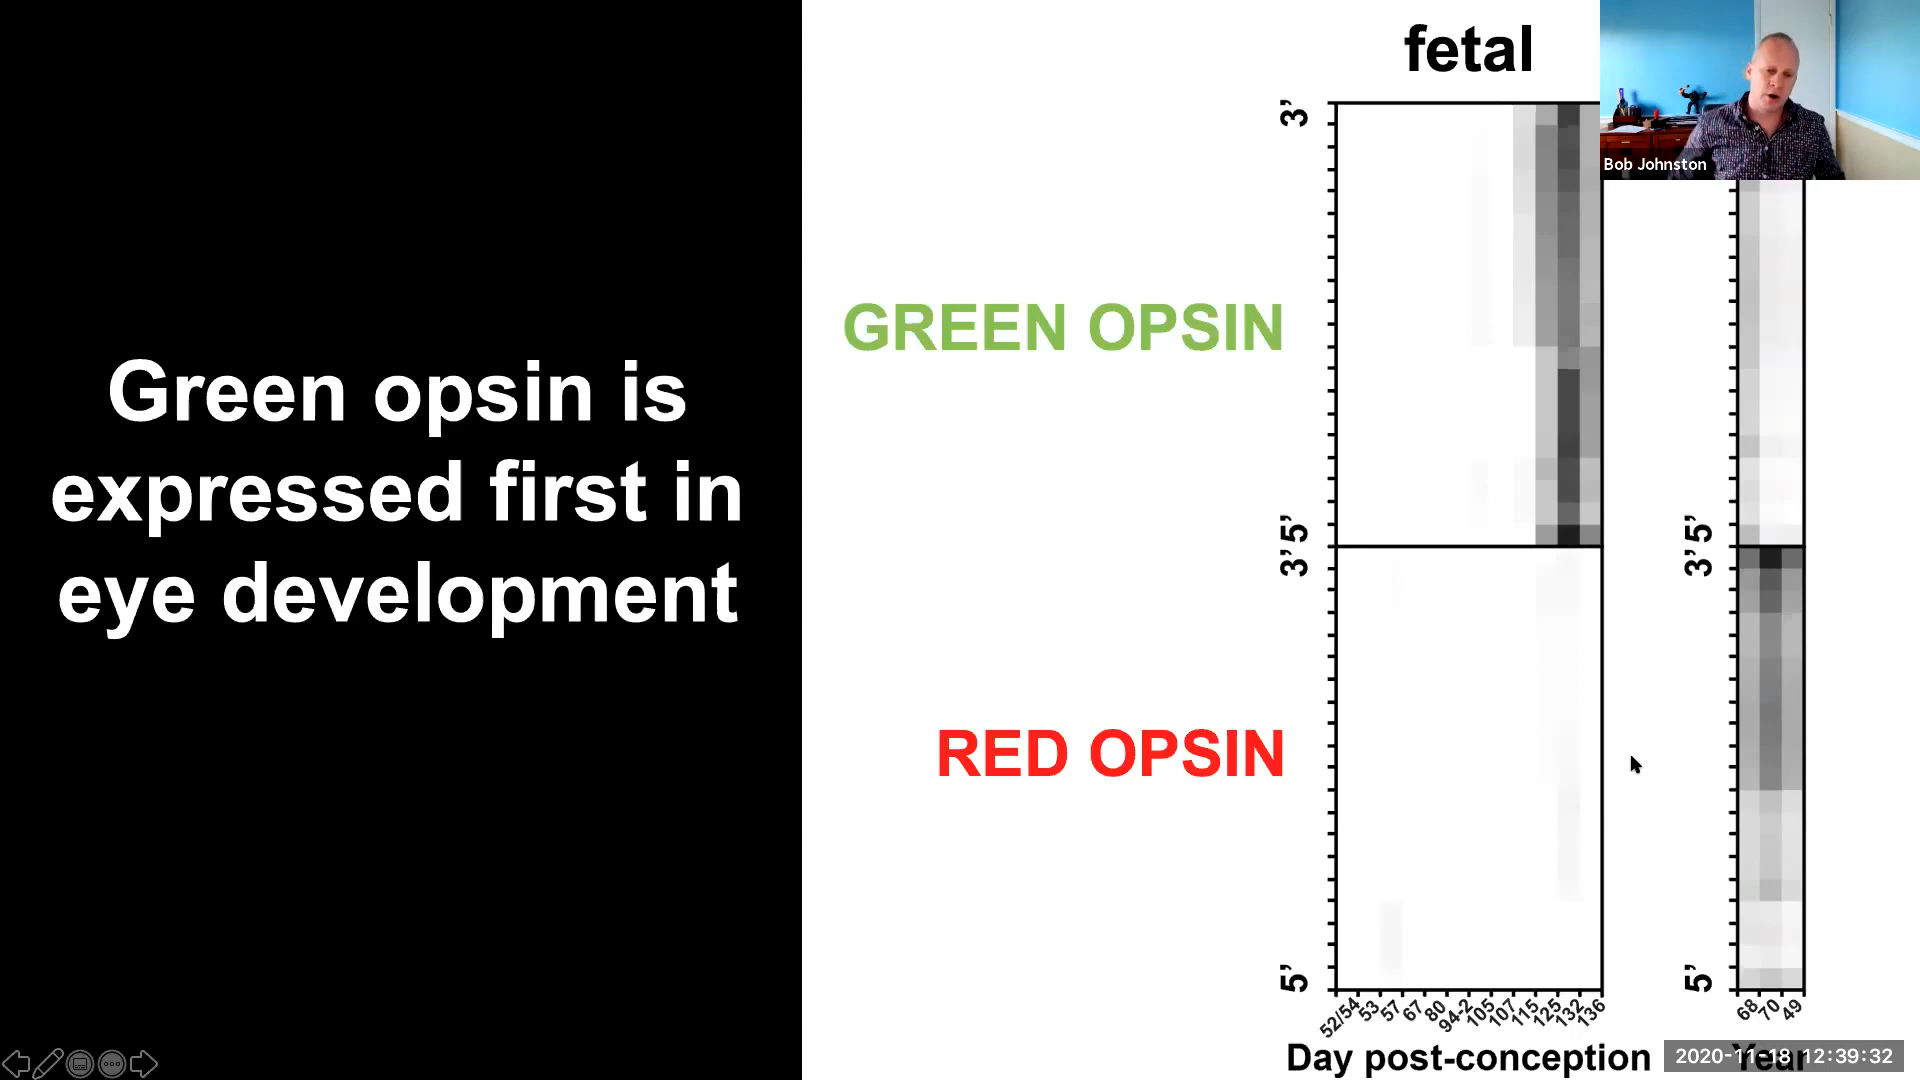 Green opsin is
expressed first in
eye development
fetal
Bob Johnston
3'
GREEN OPSIN
5'
3'
5'
3'
RED OPSIN
5'
5'
52/54 53 57 67 80 94-2 105 107 115 125 132 136
68 70 49
Day post-conception
Year
2020-11-18 12:39:32